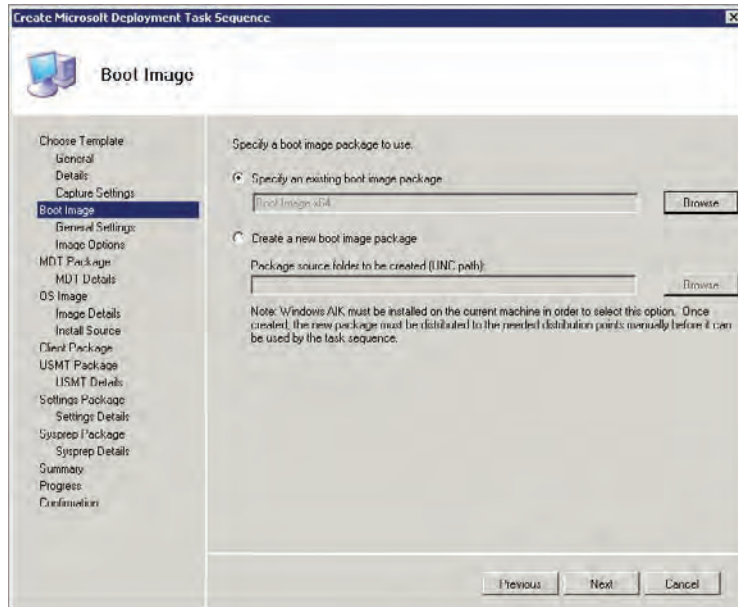 Create Microsoft Deployment Task Sequence
Boot Image
Choose Template
General
Details
Capture Settings
Boot Image
General Settings
Image Options
MDT Package
MDT Details
OS Image
Image Details
Install Source
Client Package
USMT Package
USMT Details
Settings Package
Settings Details
Sysprep Package
Sysprep Details
Summary
Progress
Confirmation
Specify a boot image package to use.
Specify an existing boot image package
Boot Image x64
Browse
Create a new boot image package
Package source folder to be created (UNC path):
Browse
Note: Windows AIK must be installed on the current machine in order to select this option. Once
created, the new package must be distributed to the needed distribution points manually before it can
be used by the task sequence.
Previous
Next
Cancel